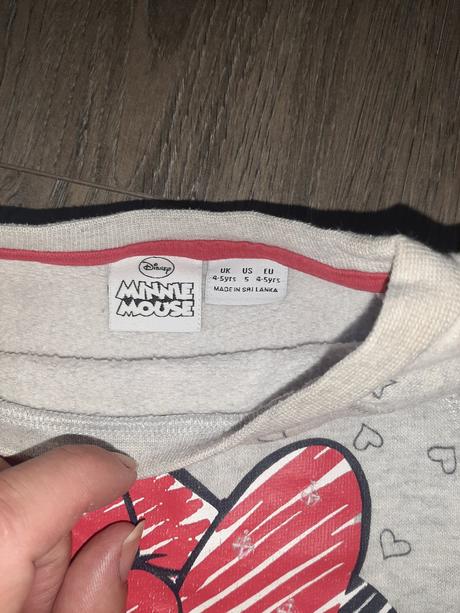 Disney
MINNIE
MOUSE
UK US EU
4-5yrs 5 4-5yrs
MADE IN SRI LANKA